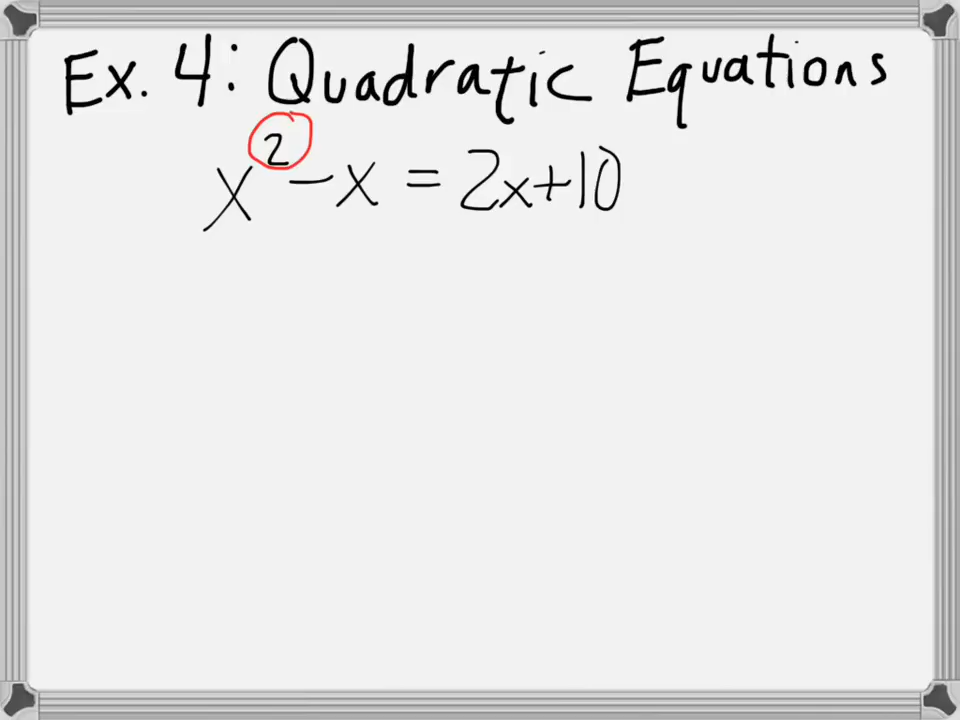 Ex. 4: Quadratic Equations
x² - x = 2x+10